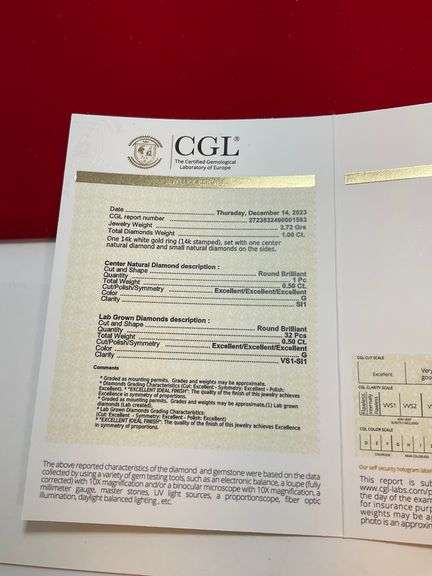 CGL®
The Certified Gemological
Laboratory of Europe
Date Thursday, December 14, 2023
CGL report number 2723832490001583
Jewelry Weight 3.72 Grs
Total Diamonds Weight 1.00 Ct.
One 14k white gold ring (14k stamped), set with one center
natural diamond and small natural diamonds on the sides.
Center Natural Diamond description :
Cut and Shape Round Brilliant
Quantity 1 Pc
Total Weight 0.50 Ct.
Cut/Polish/Symmetry Excellent/Excellent/Excellent
Color G
Clarity SI1
Lab Grown Diamonds description :
Cut and Shape Round Brilliant
Quantity 32 Pcs
Total Weight 0.50 Ct.
Cut/Polish/Symmetry Excellent/Excellent/Excellent
Color G
Clarity VS1-SI1
Comments
* Graded as mounting permits. Grades and weights may be approximate.
* Diamonds Grading Characteristics (Cut: Excellent - Symmetry: Excellent - Polish:
Excellent). * "EXCELLENT IDEAL FINISH": The quality of the finish of this jewelry achieves
Excellence in symmetry of proportions.
* Graded as mounting permits. Grades and weights may be approximate.(L) Lab grown
diamonds (Lab created).
* Lab Grown Diamonds Grading Characteristics:
(Cut: Excellent - Symmetry: Excellent - Polish: Excellent)
* "EXCELLENT IDEAL FINISH": The quality of the finish of this jewelry achieves Excellence
in symmetry of proportions.
The above reported characteristics of the diamond and gemstone were based on the data
collected by using a variety of gem testing tools, such as an electronic balance, a loupe (fully
corrected) with 10X magnification and/or a binocular microscope with 10X magnification, a
millimeter gauge, master stones, UV light sources, a proportionscope, fiber optic
illumination, daylight balanced lighting , etc.
CGL CUT SCALE
Excellent Very
CGL CLARITY SCALE
VVS1 VVS2
CGL COLOR SCALE
D E F G H I
Our self security hologram label
This report is sub
www.cgl-labs.com/p
the day of the exam
for insurance purp
weights may be a
photo is an approxin